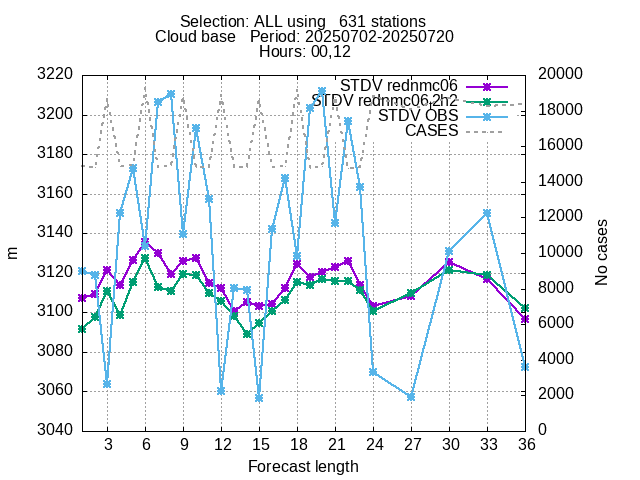 Selection: ALL using   631 stations
Cloud base   Period: 20250702-20250720
Hours: 00,12
STDV rednmc06
STDV rednmc06,2h2
STDV OBS
CASES
3220
3200
3180
3160
3140
3120
3100
3080
3060
3040
m
20000
18000
16000
14000
12000
10000
8000
6000
4000
2000
0
No cases
3 6 9 12 15 18 21 24 27 30 33 36
Forecast length